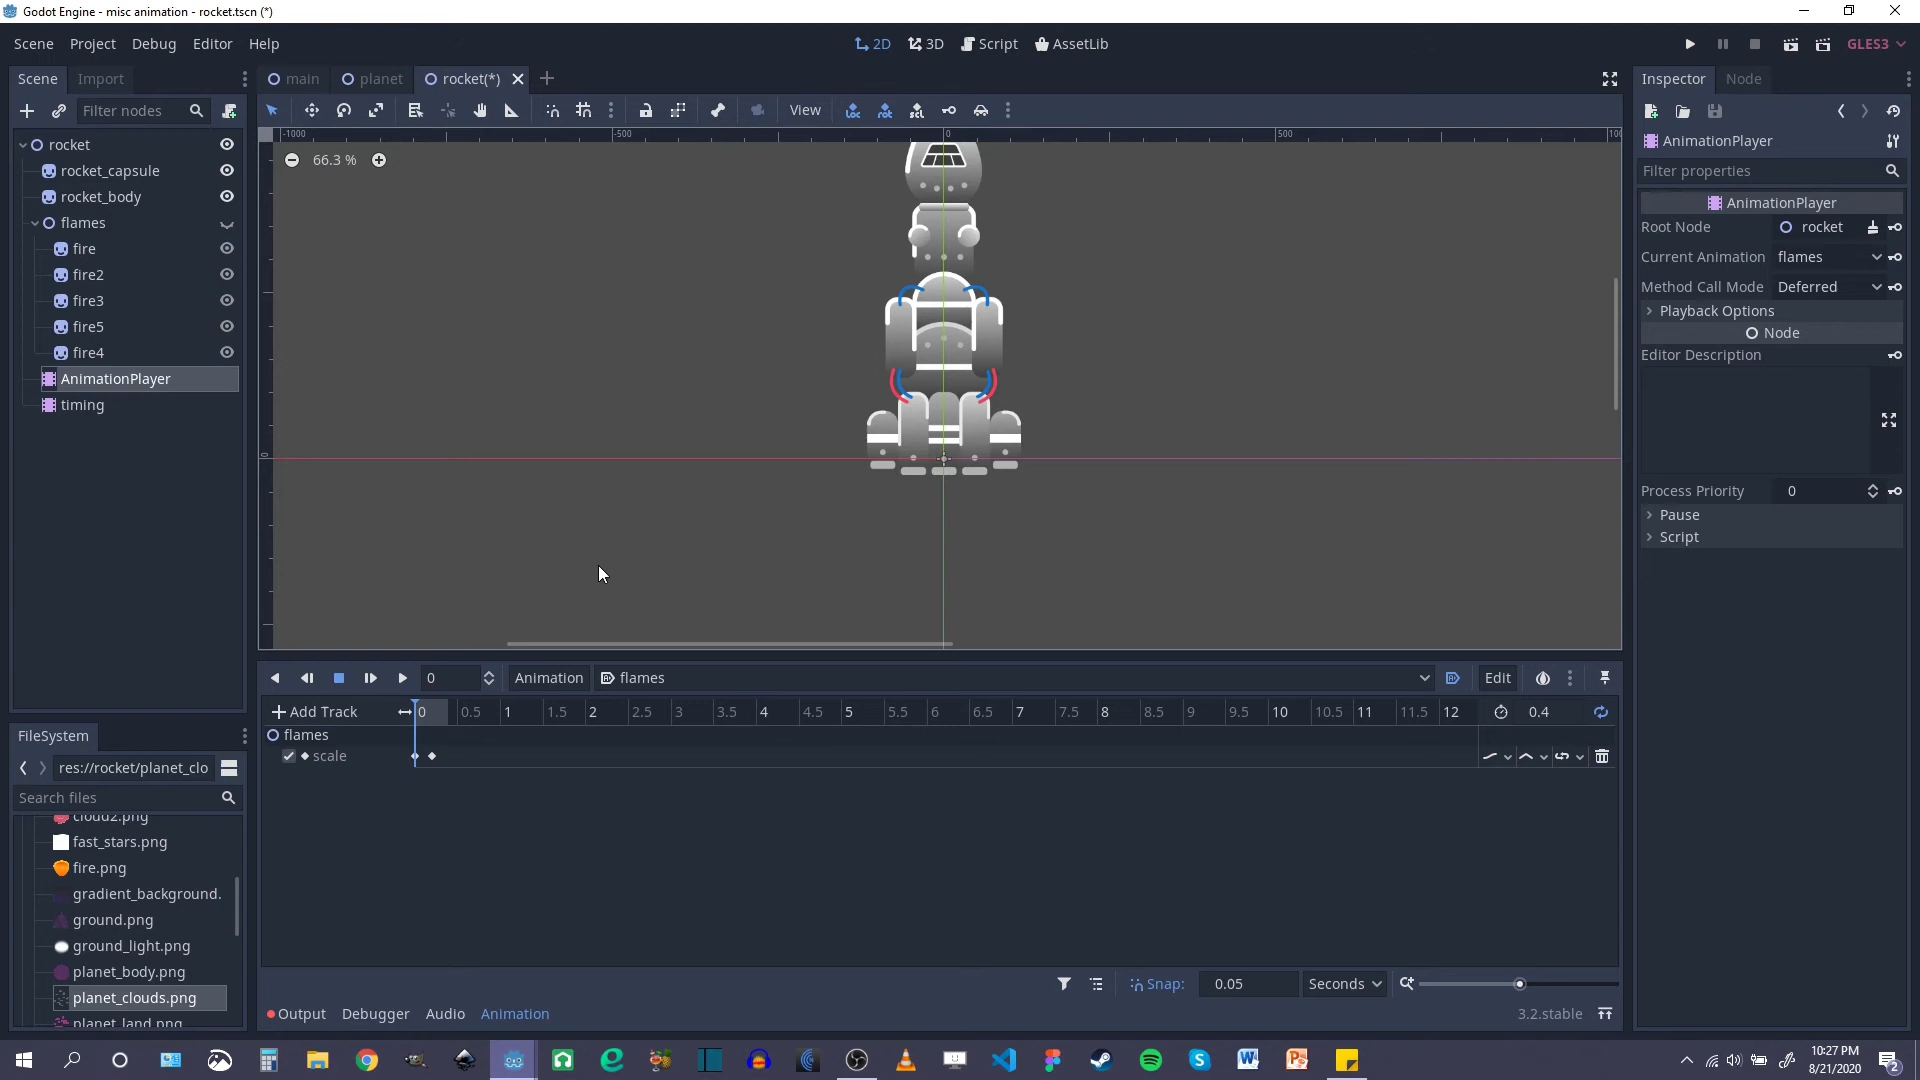 Godot Engine - misc animation - rocket.tscn (*)
Scene Project Debug Editor Help
2D 3D Script AssetLib
GLES3
Scene Import
main planet rocket(*)
Inspector Node
Filter nodes
View
AnimationPlayer
Filter properties
-1000 -500 0 500
66.3 %
rocket
rocket_capsule
rocket_body
flames
fire
fire2
fire3
fire5
fire4
AnimationPlayer
timing
AnimationPlayer
Root Node rocket
Current Animation flames
Method Call Mode Deferred
Playback Options
Node
Editor Description
Process Priority 0
Pause
Script
0
0 Animation flames Edit
Add Track 0 0.5 1 1.5 2 2.5 3 3.5 4 4.5 5 5.5 6 6.5 7 7.5 8 8.5 9 9.5 10 10.5 11 11.5 12 0.4
flames
scale
Snap: 0.05 Seconds
Output Debugger Audio Animation 3.2.stable
FileSystem
res://rocket/planet_clo
Search files
cloud2.png
fast_stars.png
fire.png
gradient_background.
ground.png
ground_light.png
planet_body.png
planet_clouds.png
planet_land.png
10:27 PM
8/21/2020
2